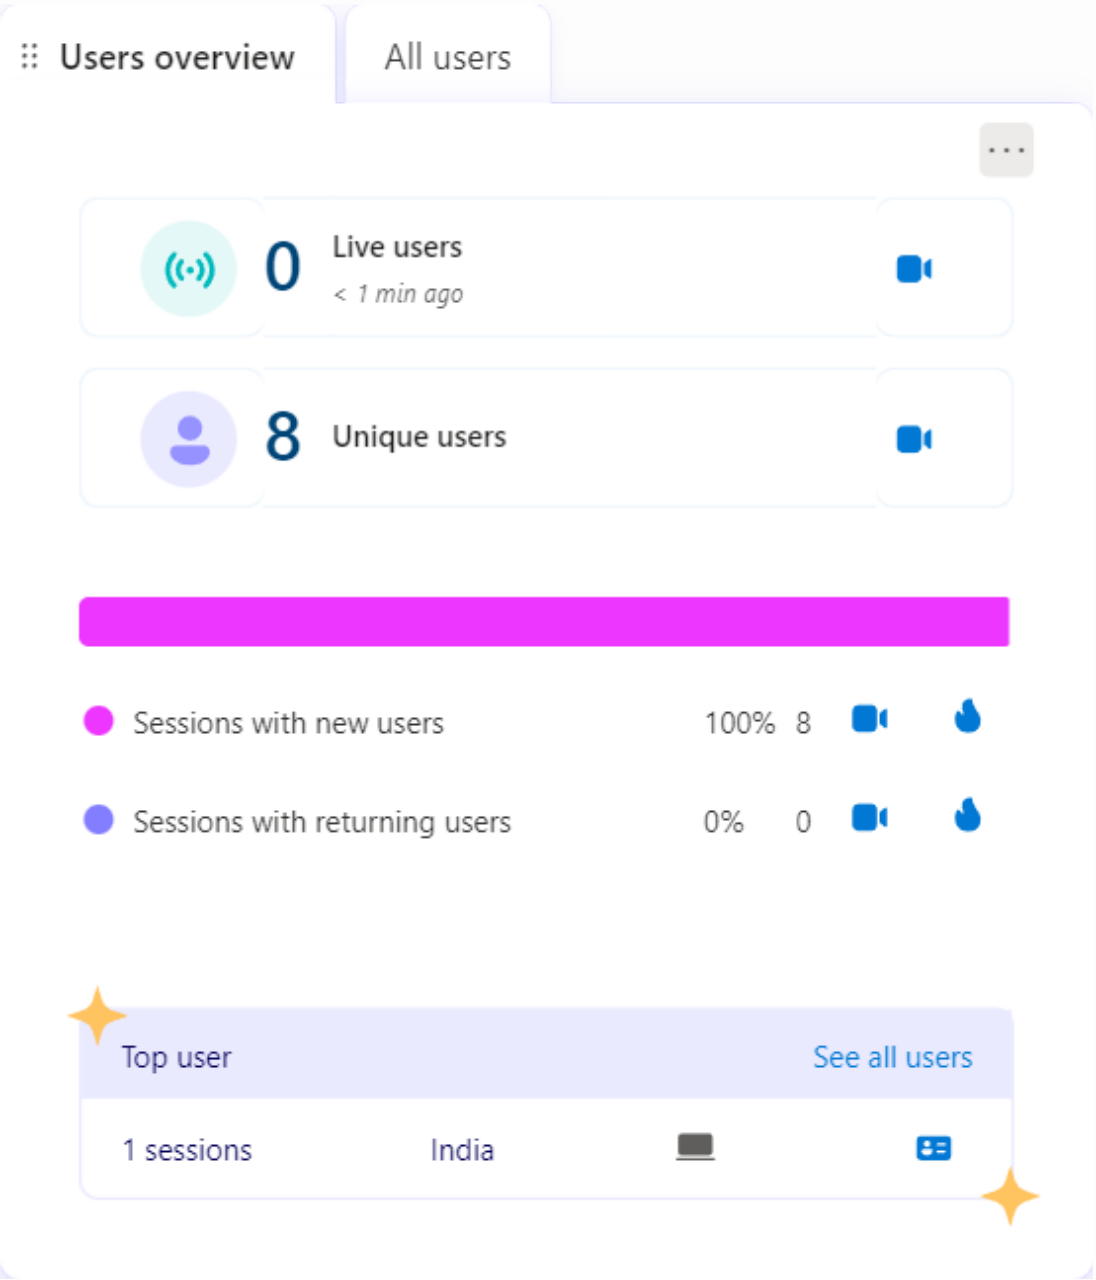 Users overview
All users
0 Live users
< 1 min ago
8 Unique users
Sessions with new users 100% 8
Sessions with returning users 0% 0
Top user See all users
1 sessions India